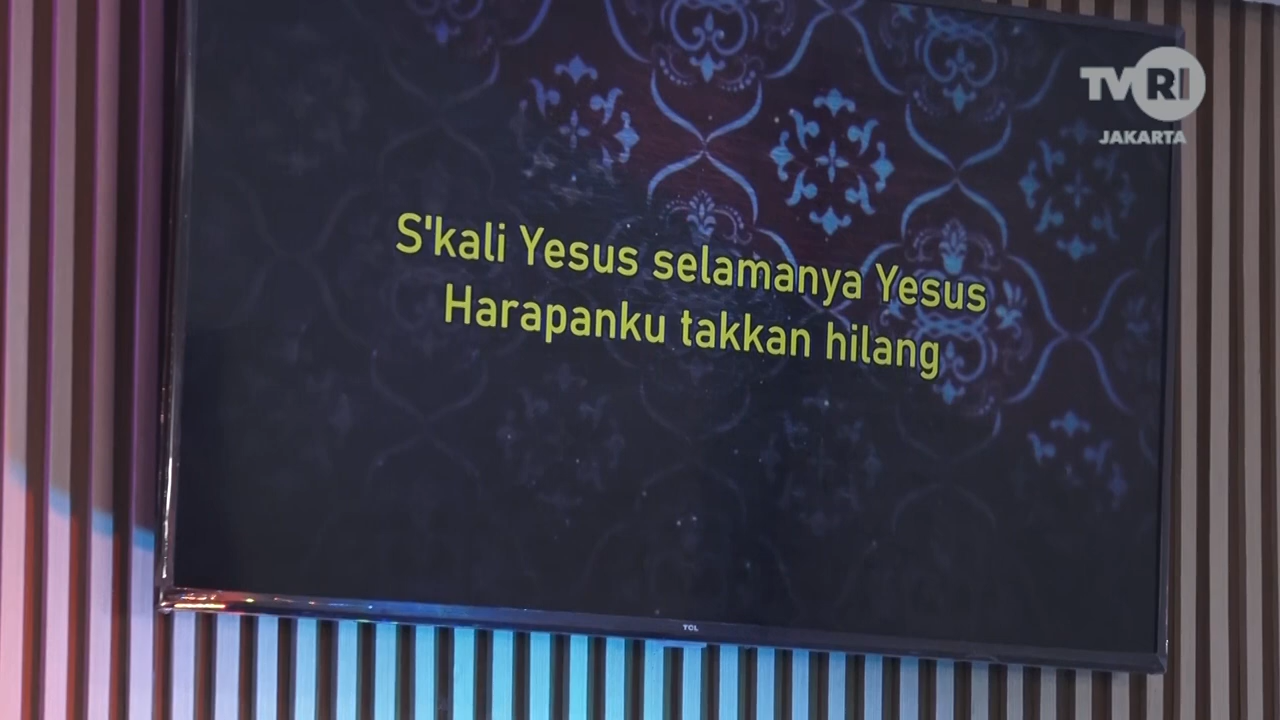 TVRI
JAKARTA
S'kali Yesus selamanya Yesus
Harapanku takkan hilang
TCL